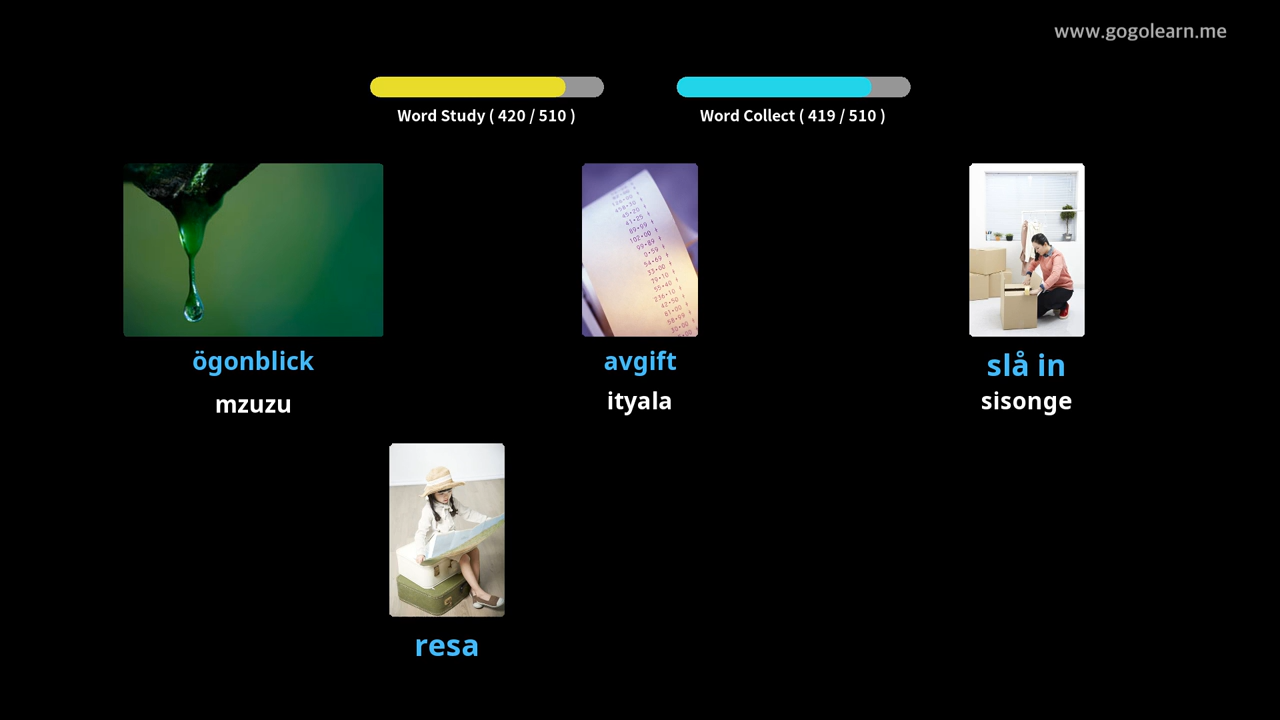 www.gogolearn.me
Word Study ( 420 / 510 )
Word Collect ( 419 / 510 )
ögonblick
avgift
slå in
mzuzu
ityala
sisonge
resa